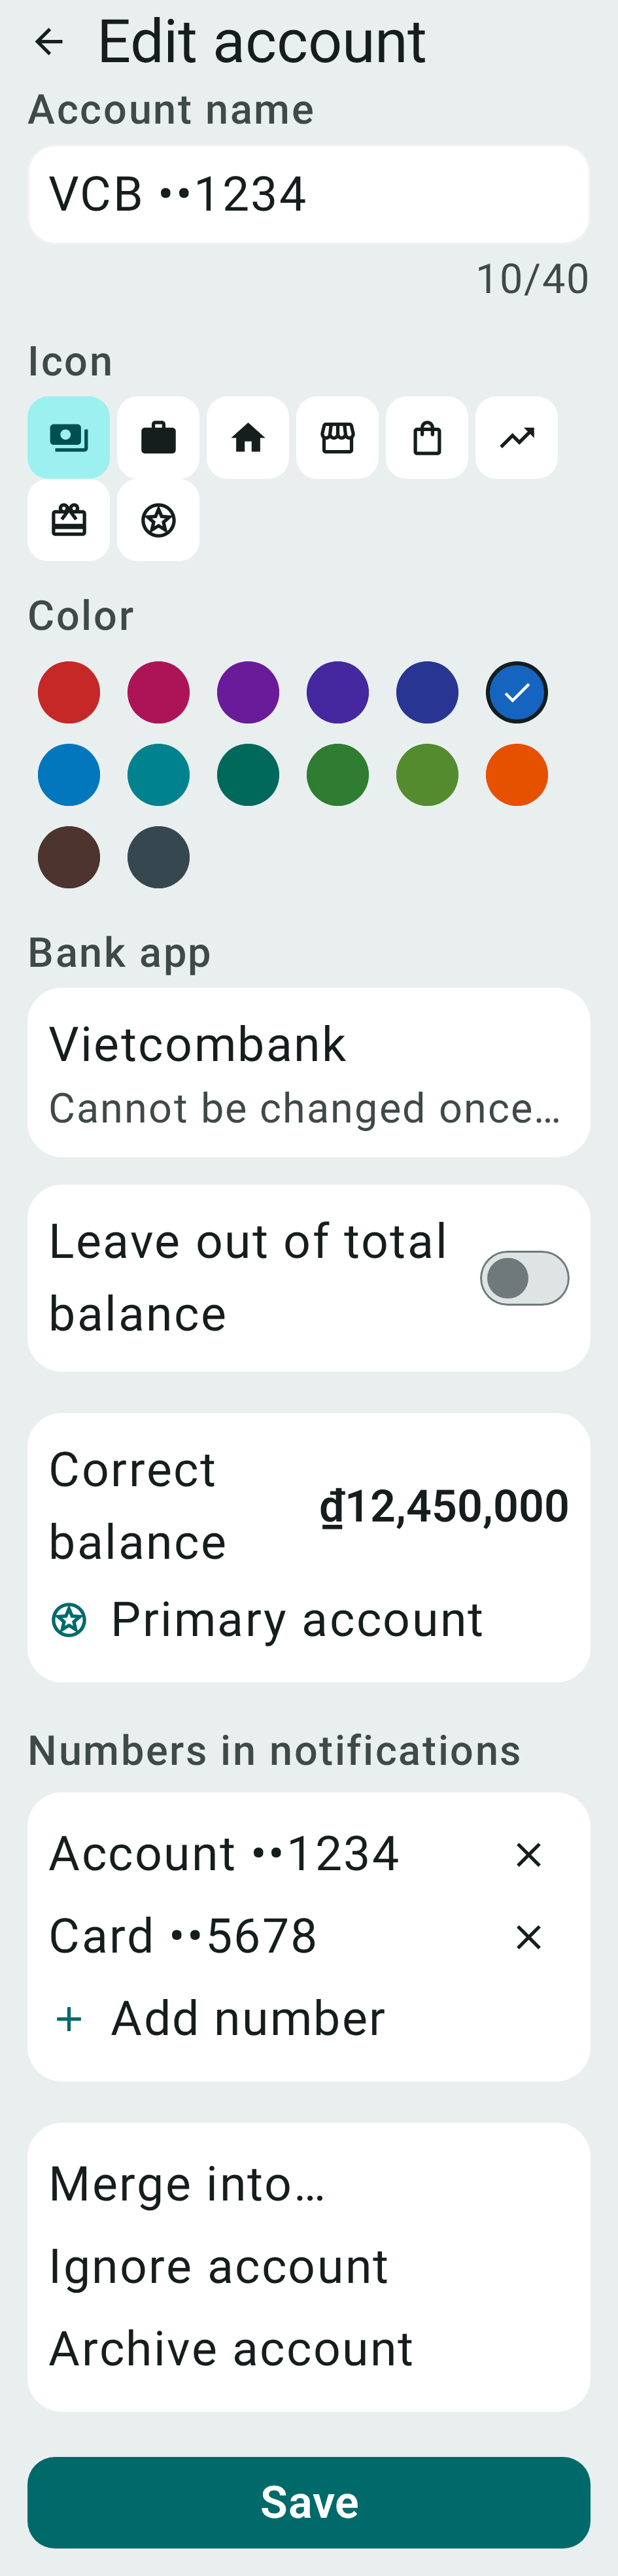 Edit account
Account name
VCB ••1234
10/40
Icon
Color
Bank app
Vietcombank
Cannot be changed once…
Leave out of total
balance
Correct
balance
₫12,450,000
Primary account
Numbers in notifications
Account ••1234
Card ••5678
Add number
Merge into…
Ignore account
Archive account
Save